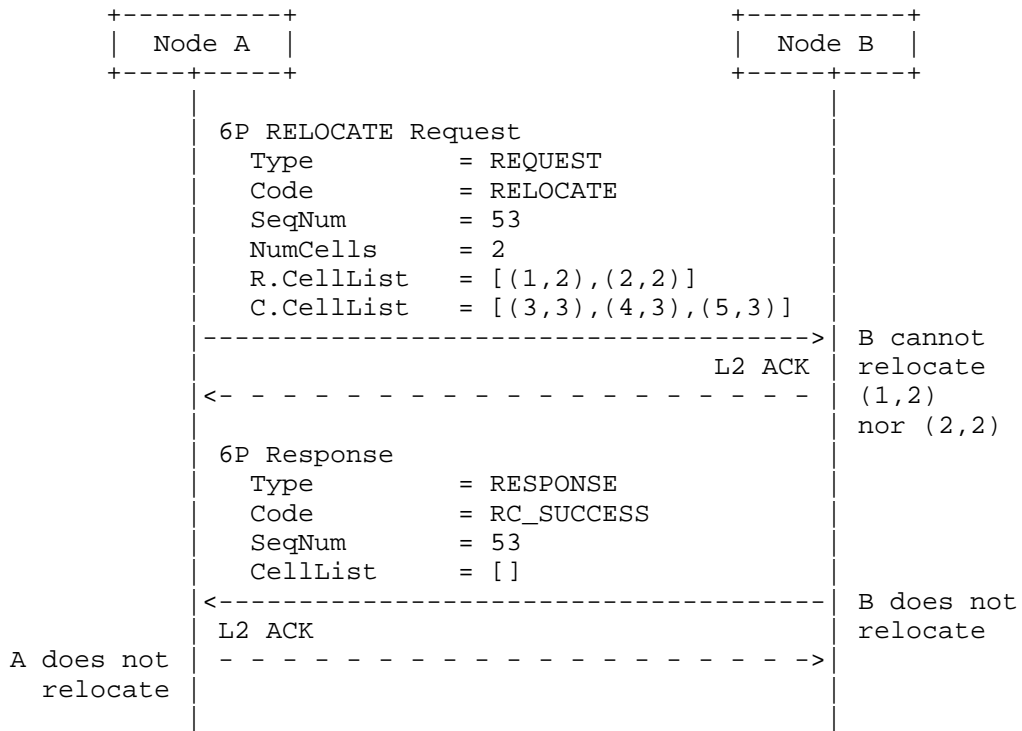 Node A Node B
6P RELOCATE Request
Type = REQUEST
Code = RELOCATE
SeqNum = 53
NumCells = 2
R.CellList = [(1,2),(2,2)]
C.CellList = [(3,3),(4,3),(5,3)]
B cannot
L2 ACK relocate
(1,2)
nor (2,2)
6P Response
Type = RESPONSE
Code = RC_SUCCESS
SeqNum = 53
CellList = []
B does not
L2 ACK relocate
A does not
relocate